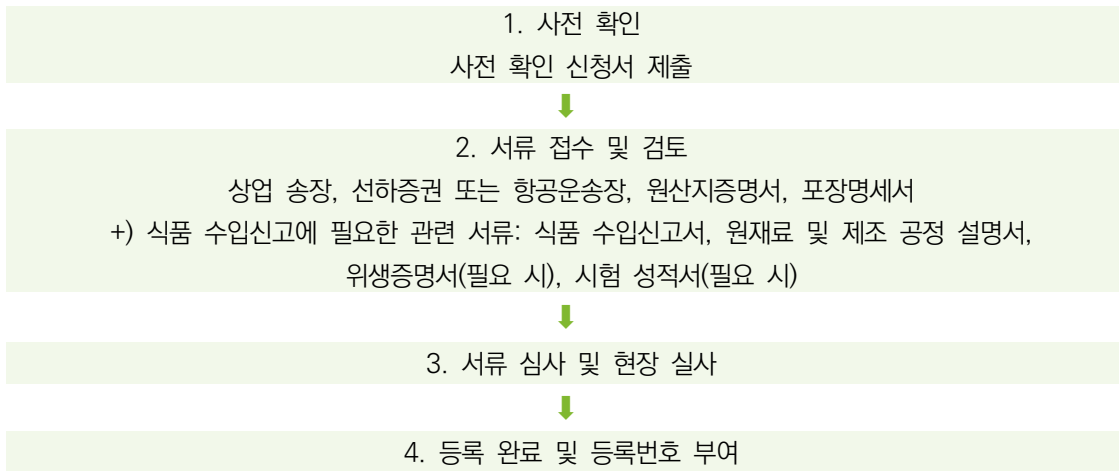 1. 사전 확인
사전 확인 신청서 제출
2. 서류 접수 및 검토
상업 송장, 선하증권 또는 항공운송장, 원산지증명서, 포장명세서
+) 식품 수입신고에 필요한 관련 서류: 식품 수입신고서, 원재료 및 제조 공정 설명서,
위생증명서(필요 시), 시험 성적서(필요 시)
3. 서류 심사 및 현장 실사
4. 등록 완료 및 등록번호 부여